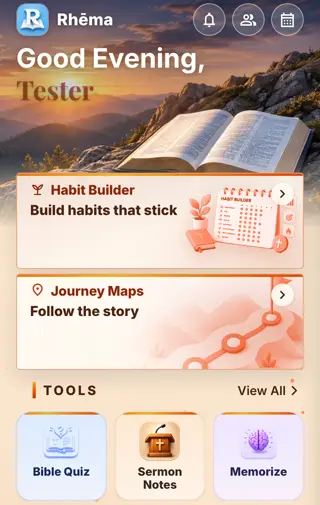 Rhēma
Good Evening,
Tester
Habit Builder
Build habits that stick
HABIT BUILDER
Journey Maps
Follow the story
TOOLS
View All
Bible Quiz
Sermon
Notes
Memorize